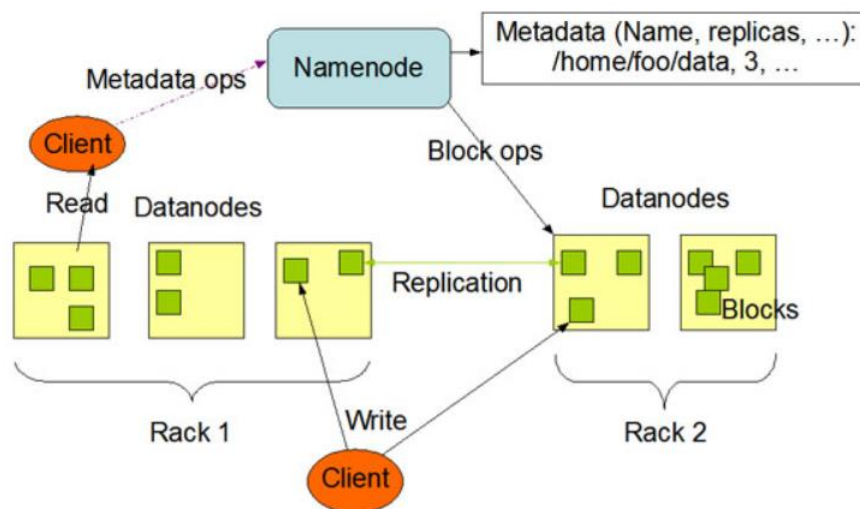 Metadata (Name, replicas, …):
/home/foo/data, 3, …
Namenode
Metadata ops
Client
Block ops
Read
Datanodes
Datanodes
Replication
Blocks
Rack 1
Write
Rack 2
Client